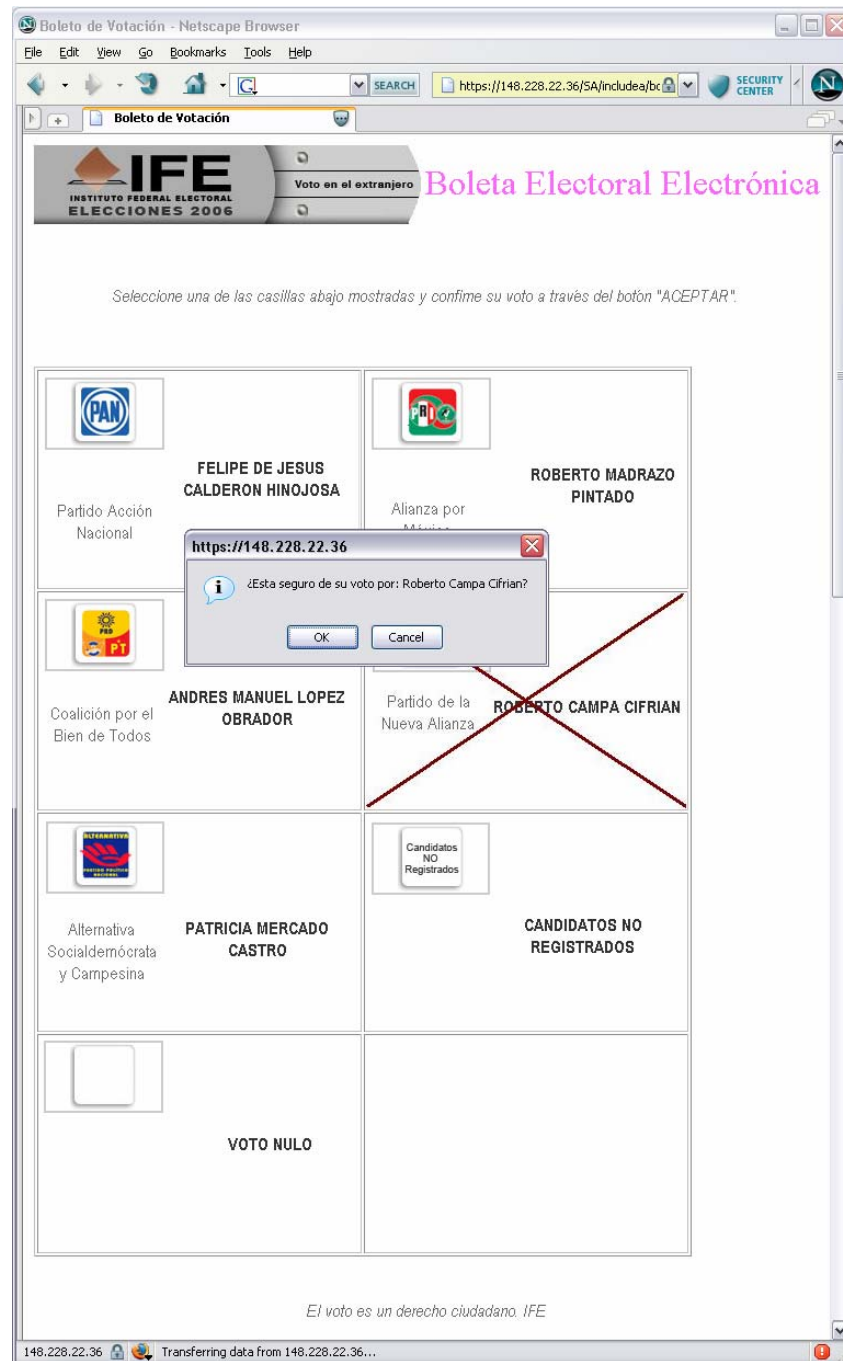 Boleto de Votación - Netscape Browser
File Edit View Go Bookmarks Tools Help
G SEARCH https://148.228.22.36/SA/includea/bc SECURITY CENTER N
Boleto de Votación
IFE
INSTITUTO FEDERAL ELECTORAL
ELECCIONES 2006
Voto en el extranjero
Boleta Electoral Electrónica
Seleccione una de las casillas abajo mostradas y confirme su voto a través del botón "ACEPTAR".
PAN
Partido Acción
Nacional
FELIPE DE JESUS
CALDERON HINOJOSA
PRI
Alianza por
México
ROBERTO MADRAZO
PINTADO
https://148.228.22.36
¿Esta seguro de su voto por: Roberto Campa Cifrian?
OK Cancel
PRD
PT
Coalición por el
Bien de Todos
ANDRES MANUEL LOPEZ
OBRADOR
Partido de la
Nueva Alianza
ROBERTO CAMPA CIFRIAN
ALTERNATIVA
PARTIDO POLITICO
NACIONAL
Alternativa
Socialdemócrata
y Campesina
PATRICIA MERCADO
CASTRO
Candidatos
NO
Registrados
CANDIDATOS NO
REGISTRADOS
VOTO NULO
El voto es un derecho ciudadano. IFE
148.228.22.36 Transferring data from 148.228.22.36...